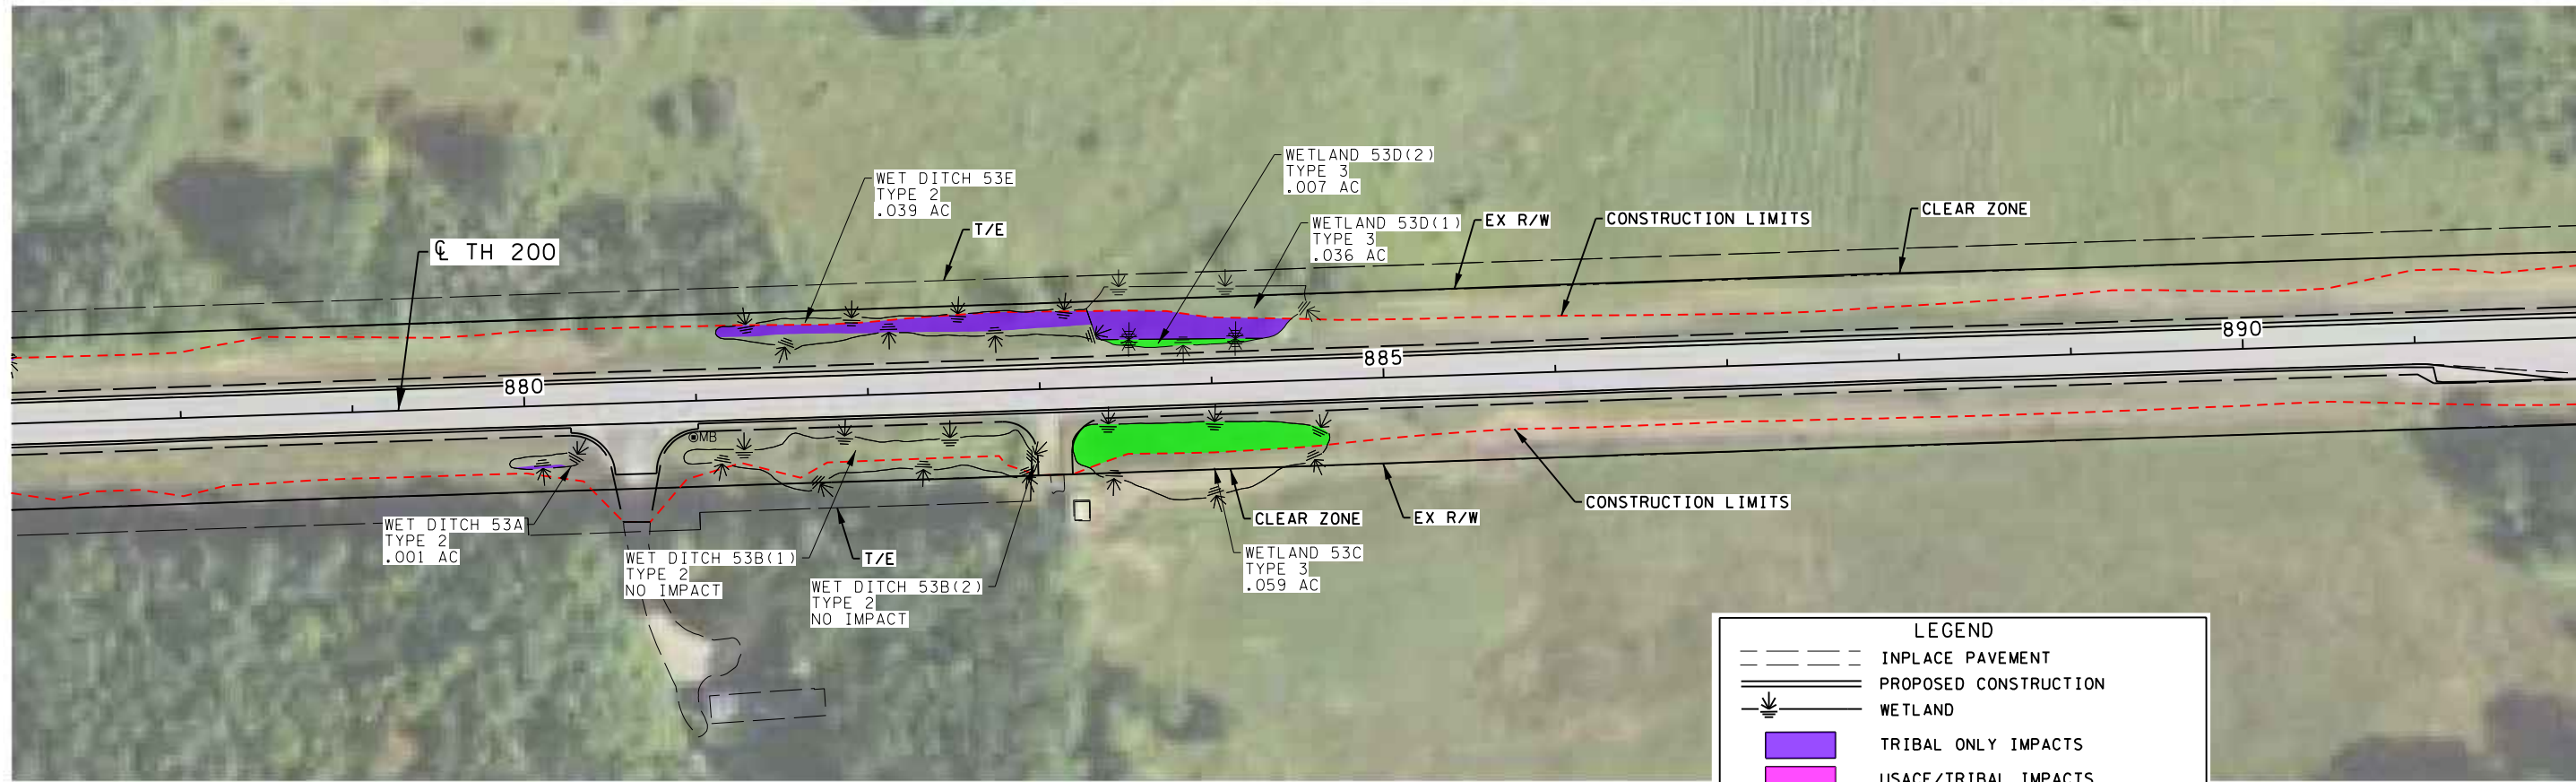 WETLAND 53D(2)
TYPE 3
.007 AC
WET DITCH 53E
TYPE 2
.039 AC
T/E
WETLAND 53D(1)
TYPE 3
.036 AC
EX R/W
CONSTRUCTION LIMITS
CLEAR ZONE
℄ TH 200
880
885
890
MB
WET DITCH 53A
TYPE 2
.001 AC
WET DITCH 53B(1)
TYPE 2
NO IMPACT
T/E
WET DITCH 53B(2)
TYPE 2
NO IMPACT
CLEAR ZONE
EX R/W
CONSTRUCTION LIMITS
WETLAND 53C
TYPE 3
.059 AC
LEGEND
INPLACE PAVEMENT
PROPOSED CONSTRUCTION
WETLAND
TRIBAL ONLY IMPACTS
USACE/TRIBAL IMPACTS